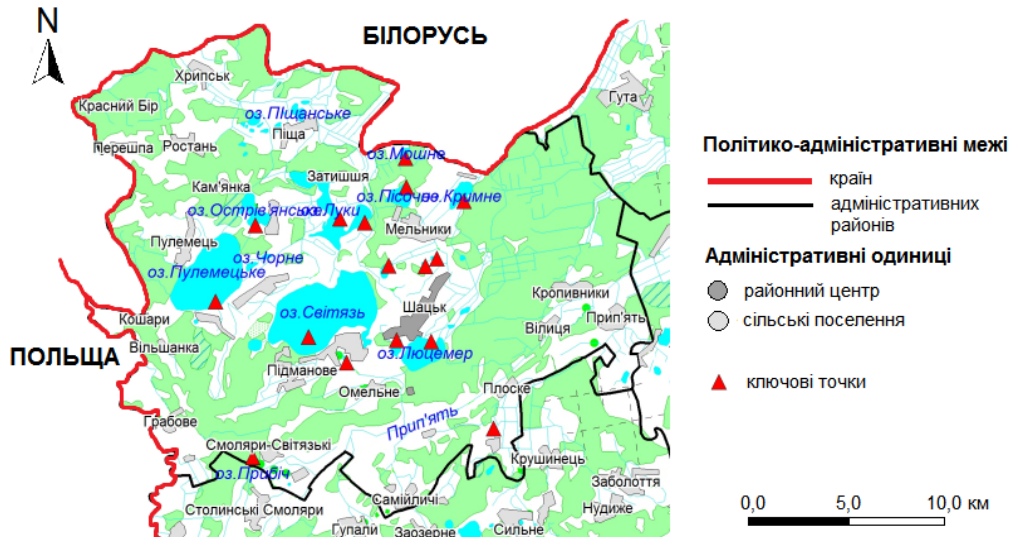 N
БІЛОРУСЬ
Хрипськ
Гута
Красний Бір
оз.Піщанське
Піща
Перешпа
Ростань
оз.Мошне
Затишшя
Кам'янка
оз.Пісочне
оз.Кримне
оз.Острів'янське
оз.Луки
Мельники
Пулемець
оз.Чорне
оз.Пулемецьке
Кропивники
оз.Світязь
Шацьк
Прип'ять
Кошари
Вілиця
Вільшанка
ПОЛЬЩА
оз.Люцемер
Підманове
Омельне
Плоске
Грабове
Прип'ять
Смоляри-Світязькі
Крушинець
оз.Прибіч
Заболоття
Самійличі
Столинські Смоляри
Нудиже
Гупали
Заозерне
Сильне
Політико-адміністративні межі
країн
адміністративних
районів
Адміністративні одиниці
районний центр
сільські поселення
ключові точки
0,0 5,0 10,0 км